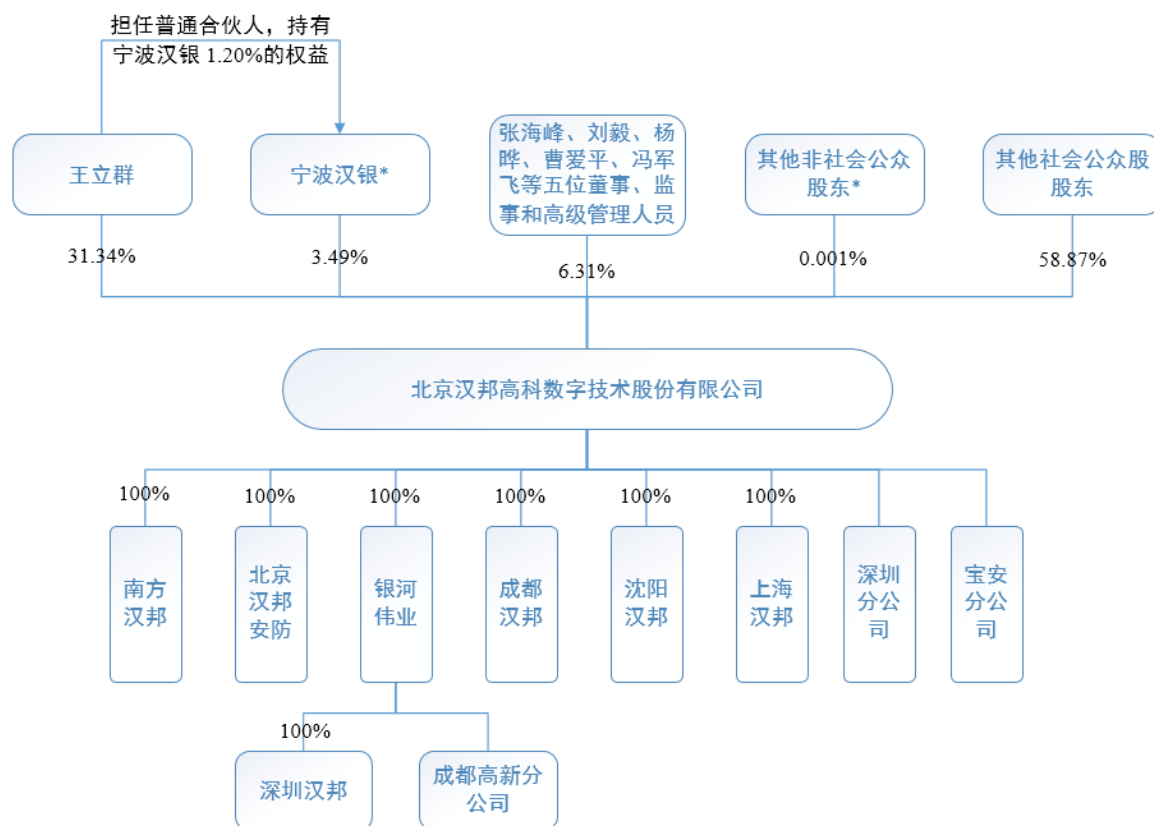 担任普通合伙人，持有
宁波汉银 1.20%的权益
王立群
宁波汉银*
张海峰、刘毅、杨
晔、曹爱平、冯军
飞等五位董事、监
事和高级管理人员
其他非社会公众
股东*
其他社会公众股
股东
31.34%
3.49%
6.31%
0.001%
58.87%
北京汉邦高科数字技术股份有限公司
100%
100%
100%
100%
100%
100%
南方
汉邦
北京
汉邦
安防
银河
伟业
成都
汉邦
沈阳
汉邦
上海
汉邦
深圳
分公
司
宝安
分公
司
100%
深圳汉邦
成都高新分
公司